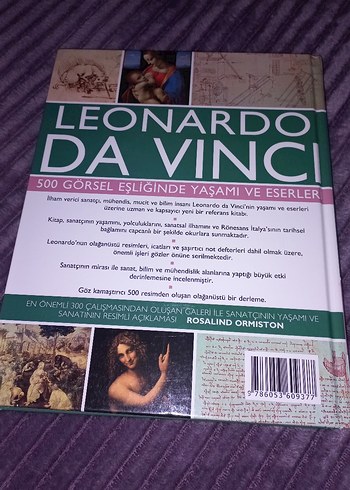 LEONARDO
DA VINCI
500 GÖRSEL EŞLİĞİNDE YAŞAMI VE ESERLERİ
İlham verici sanatçı, mühendis, mucit ve bilim insanı Leonardo da Vinci'nin yaşamı ve eserleri
üzerine uzman ve kapsayıcı yeni bir referans kitabı.
Kitap, sanatçının yaşamını, yolculuklarını, sanatsal ilhamını ve Rönesans İtalya'sının tarihsel
bağlamını capcanlı bir şekilde okurlara sunmaktadır.
Leonardo'nun olağanüstü resimleri, icatları ve şaşırtıcı not defterleri dahil olmak üzere,
önemli işleri gözler önüne serilmektedir.
Sanatçının mirası ile sanat, bilim ve mühendislik alanlarına yaptığı büyük etki
derinlemesine incelenmiştir.
Göz kamaştırıcı 500 resimden oluşan olağanüstü bir derleme.
EN ÖNEMLİ 300 ÇALIŞMASINDAN OLUŞAN GALERİ İLE SANATÇININ YAŞAMI VE
SANATININ RESİMLİ AÇIKLAMASI ROSALIND ORMISTON
9 786053 609377